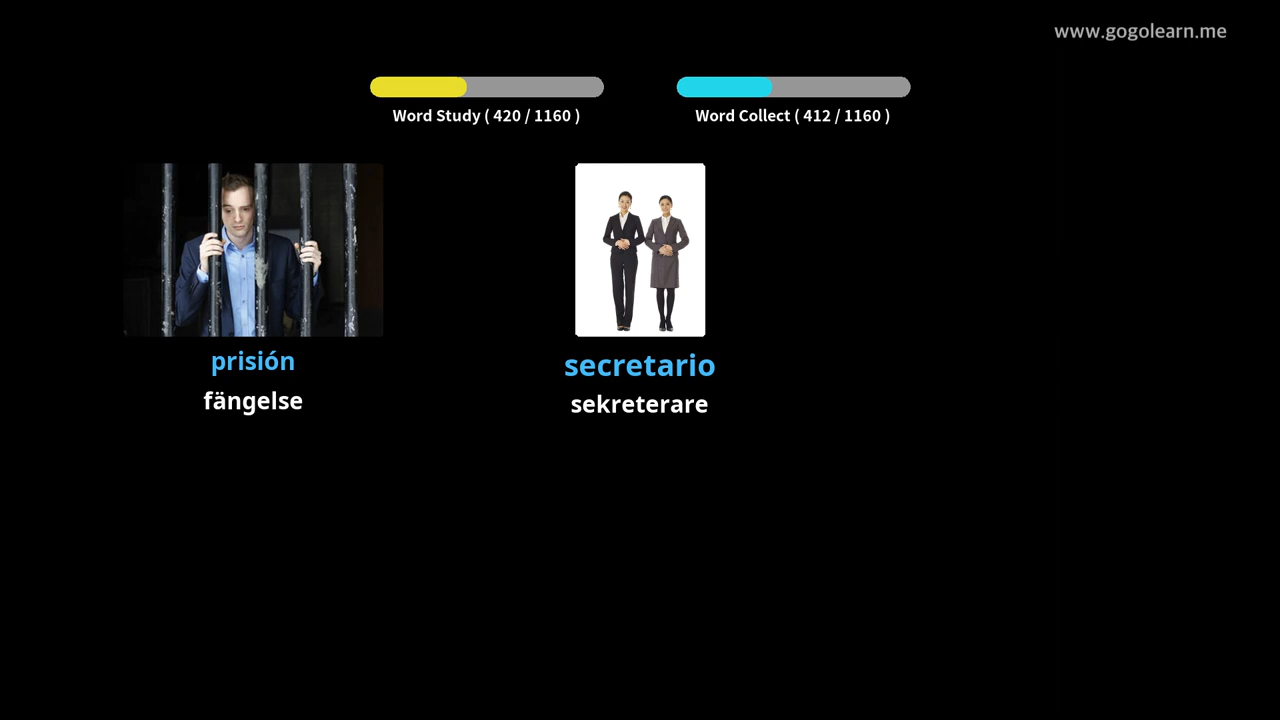 www.gogolearn.me
Word Study ( 420 / 1160 )
Word Collect ( 412 / 1160 )
prisión
fängelse
secretario
sekreterare